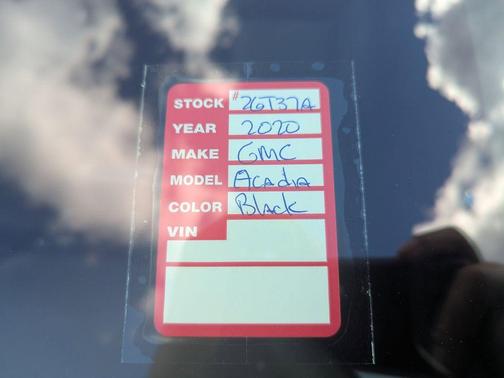 STOCK # 26T37A
YEAR 2020
MAKE GMC
MODEL Acadia
COLOR Black
VIN